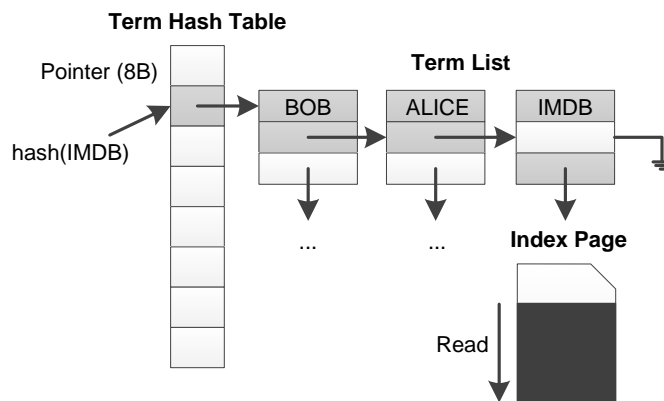 Term Hash Table
Term List
Pointer (8B)
BOB
ALICE
IMDB
hash(IMDB)
...
...
Index Page
Read